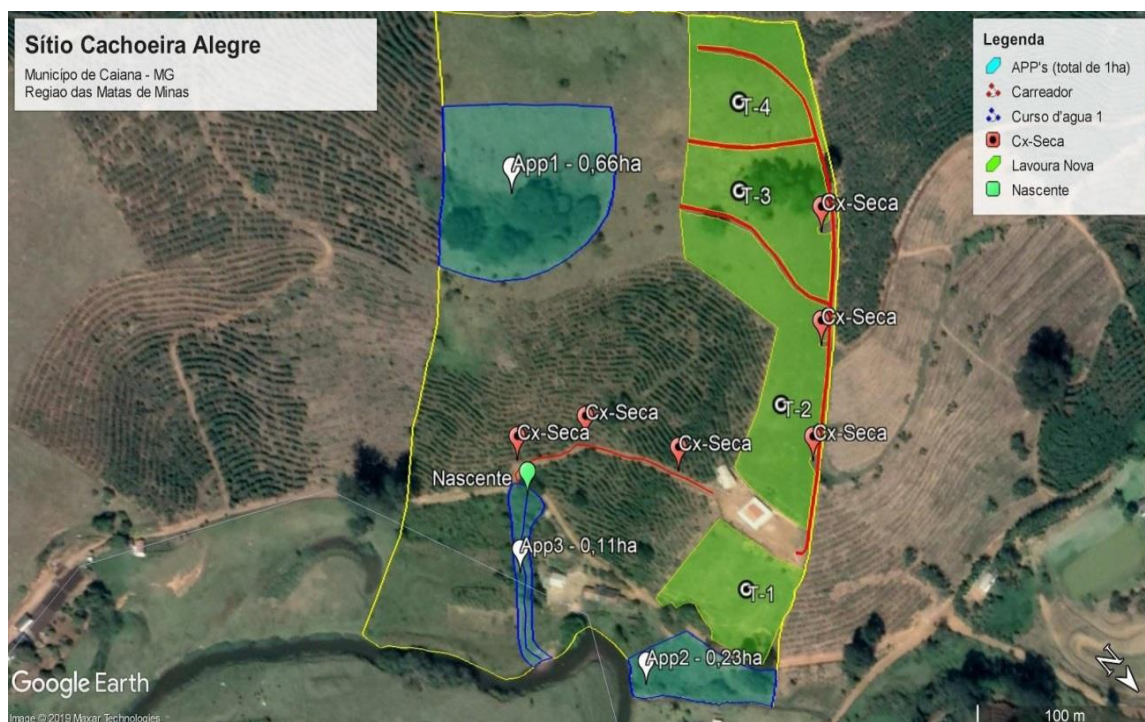 Sítio Cachoeira Alegre
Municípo de Caiana - MG
Regiao das Matas de Minas
Legenda
APP's (total de 1ha)
Carreador
Curso d'agua 1
Cx-Seca
Lavoura Nova
Nascente
T-4
App1 - 0,66ha
T-3
Cx-Seca
Cx-Seca
T-2
Cx-Seca
Cx-Seca
Cx-Seca
Cx-Seca
Nascente
App3 - 0,11ha
T-1
App2 - 0,23ha
N
Google Earth
Image © 2019 Maxar Technologies
100 m